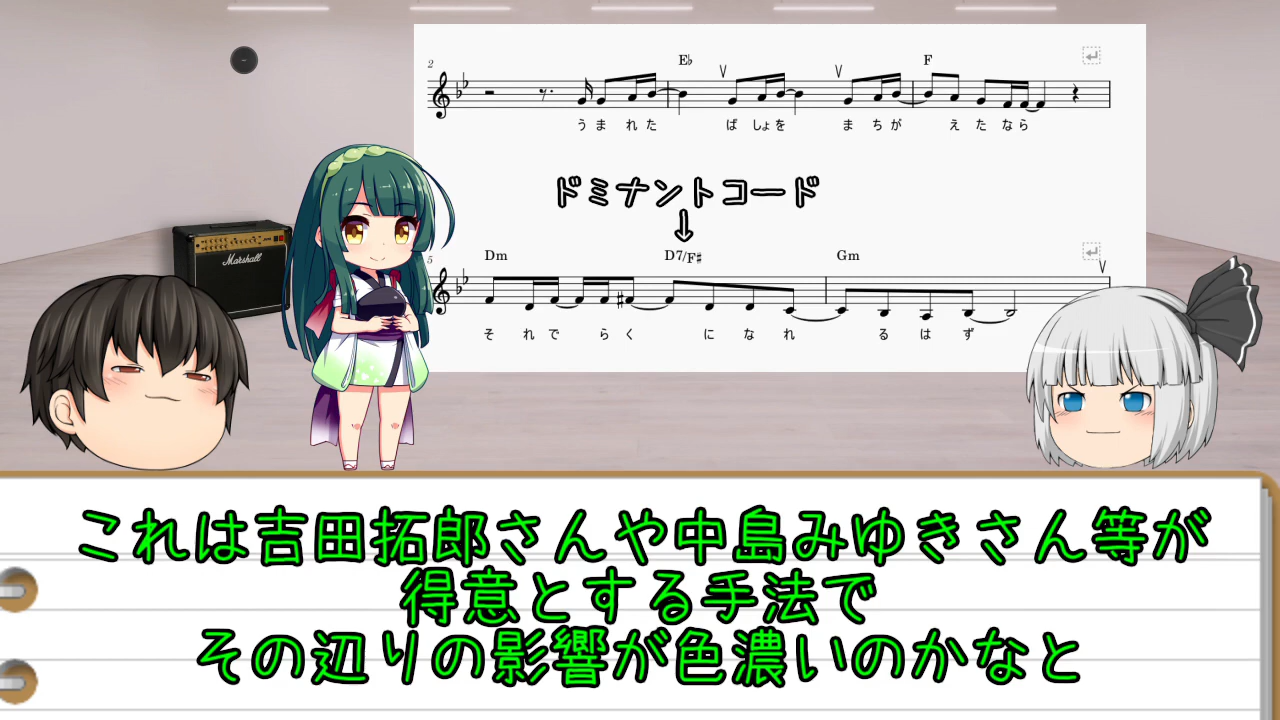 2
E♭
F
うまれた ばしょを まちが えたなら
ドミナントコード
↓
5
Dm D7/F# Gm
それで らく になれ るはず
Marshall
これは吉田拓郎さんや中島みゆきさん等が
得意とする手法で
その辺りの影響が色濃いのかなと